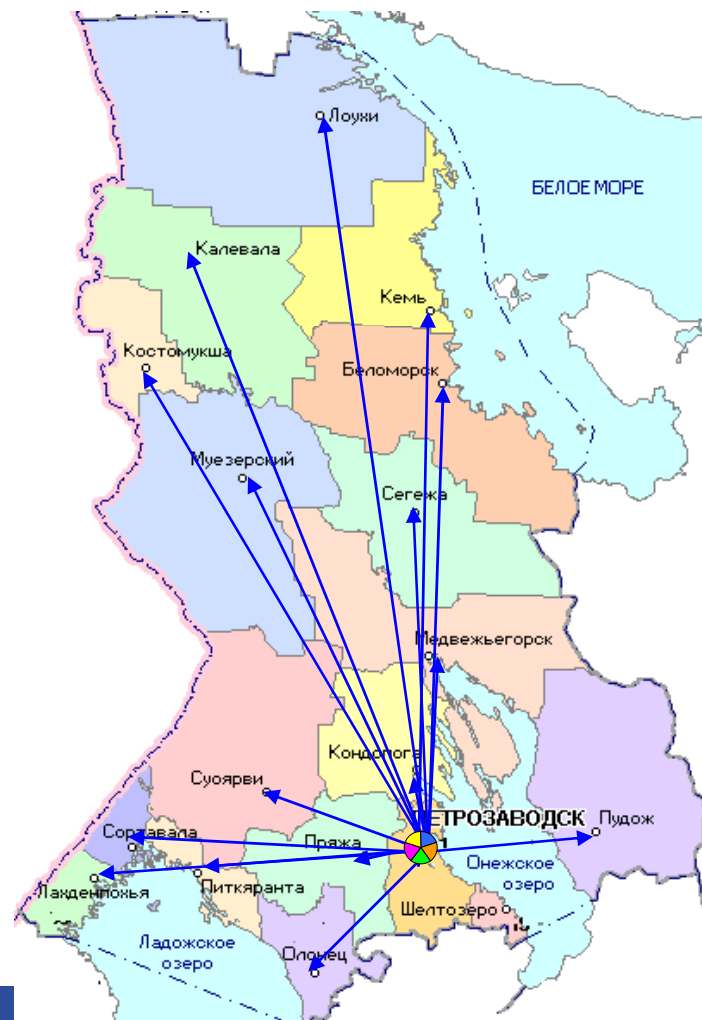 Лоухи
БЕЛОЕ МОРЕ
Калевала
Кемь
Костомукша
Беломорск
Муезерский
Сегежа
Медвежьегорск
Кондопога
Суоярви
ПЕТРОЗАВОДСК
Пудож
Сортавала
Пряжа
Онежское
озеро
Лахденпохья
Питкяранта
Шелтозеро
Ладожское
озеро
Олонец